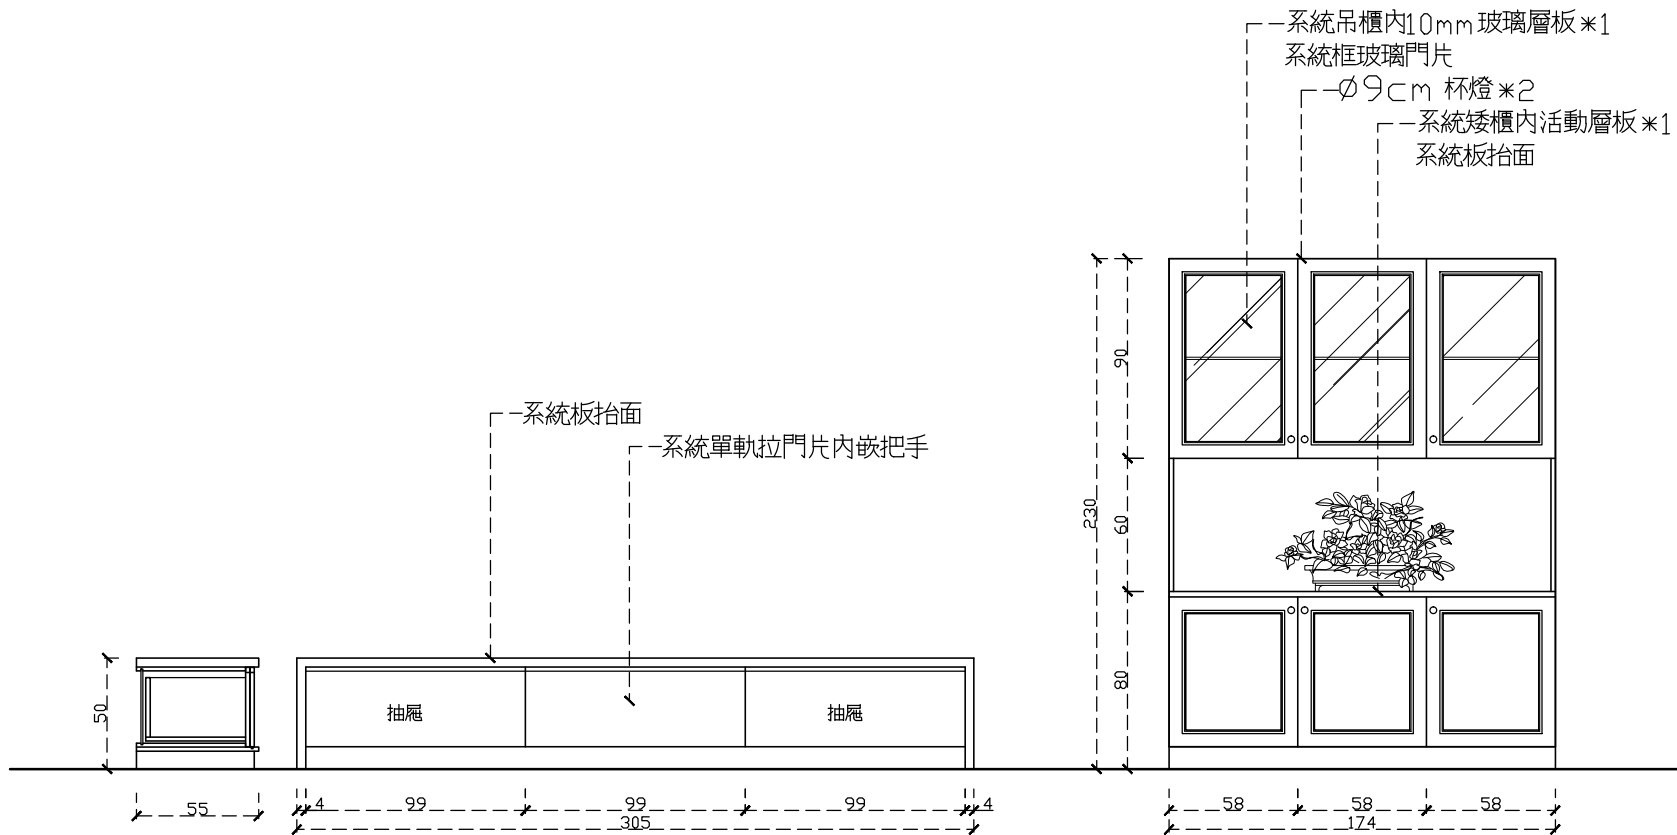 系統吊櫃內10mm玻璃層板*1
系統框玻璃門片
Ø9cm 杯燈*2
系統矮櫃內活動層板*1
系統板抬面
系統板抬面
系統單軌拉門片內嵌把手
90
230
60
80
50
抽屜
抽屜
55
4
99
99
99
4
305
58
58
58
174